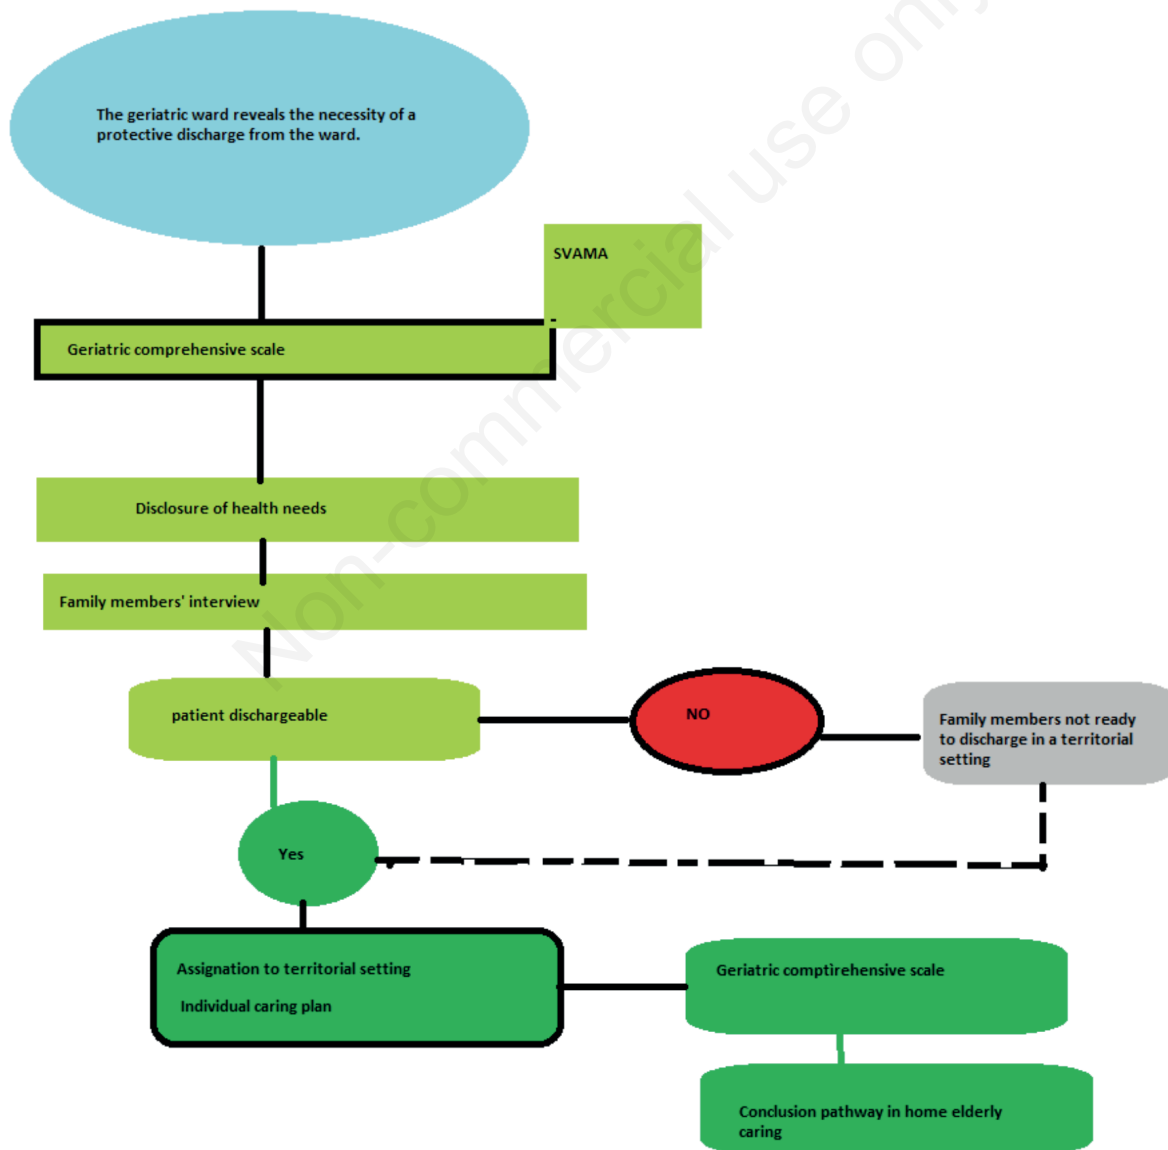 The geriatric ward reveals the necessity of a
protective discharge from the ward.
SVAMA
Geriatric comprehensive scale
Disclosure of health needs
Family members' interview
patient dischargeable
NO
Family members not ready
to discharge in a territorial
setting
Yes
Assignation to territorial setting
Individual caring plan
Geriatric comptirehensive scale
Conclusion pathway in home elderly
caring
Non-commercial use only